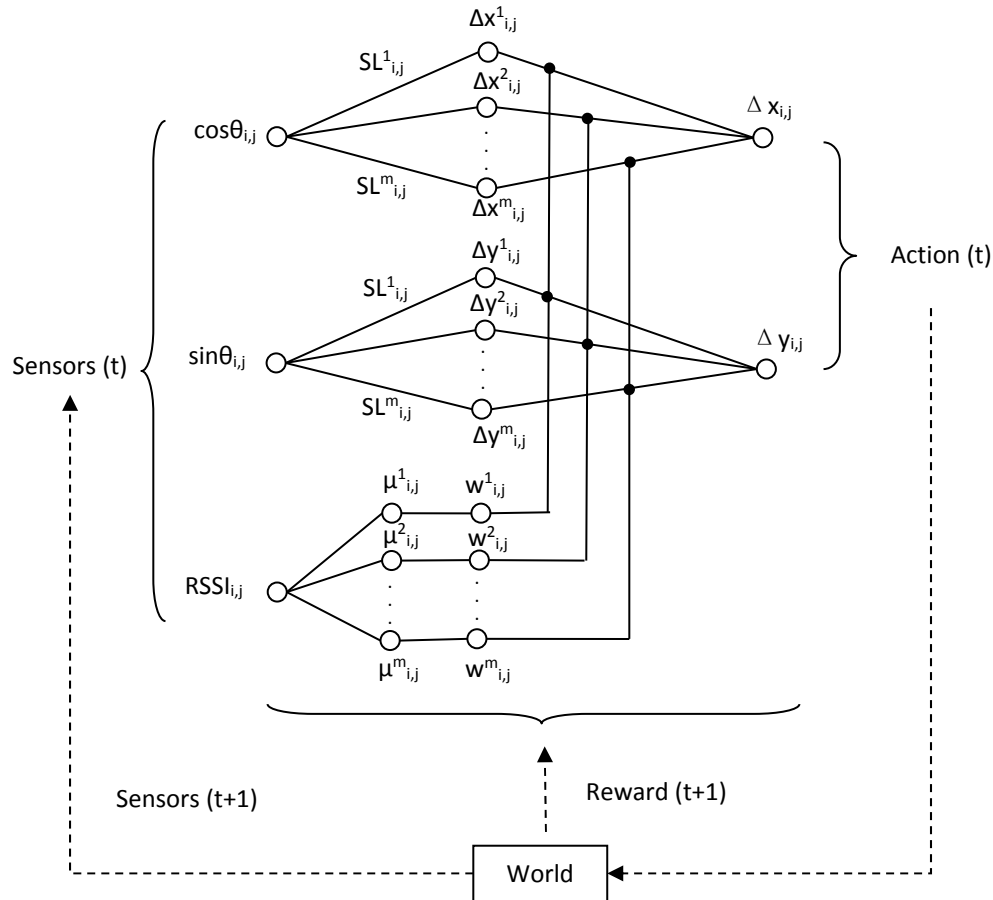 Δx¹i,j
SL¹i,j
Δx²i,j
Δ xi,j
cosθi,j
SLᵐi,j
Δxᵐi,j
Δy¹i,j
SL¹i,j
Δy²i,j
Action (t)
Δ yi,j
Sensors (t)
sinθi,j
SLᵐi,j
Δyᵐi,j
μ¹i,j
w¹i,j
μ²i,j
w²i,j
RSSIi,j
μᵐi,j
wᵐi,j
Sensors (t+1)
Reward (t+1)
World